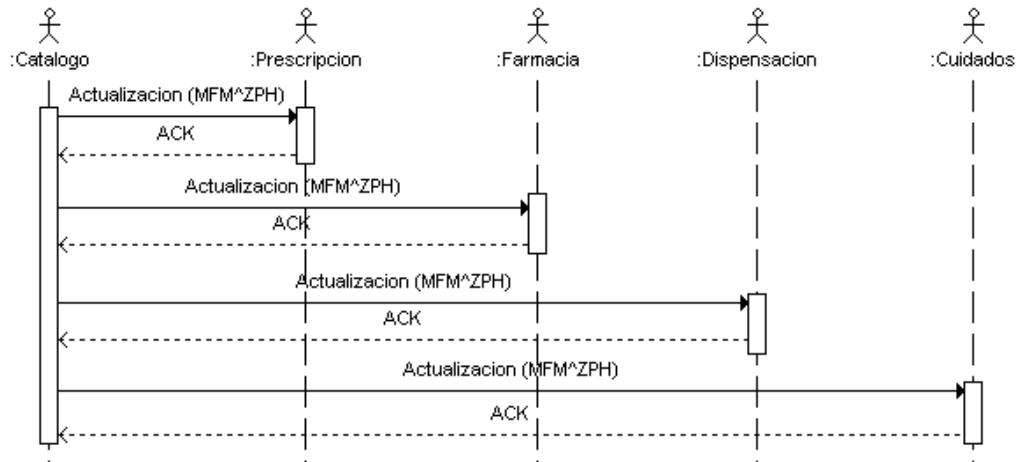 :Catalogo :Prescripcion :Farmacia :Dispensacion :Cuidados
Actualizacion (MFM^ZPH)
ACK
Actualizacion (MFM^ZPH)
ACK
Actualizacion (MFM^ZPH)
ACK
Actualizacion (MFM^ZPH)
ACK